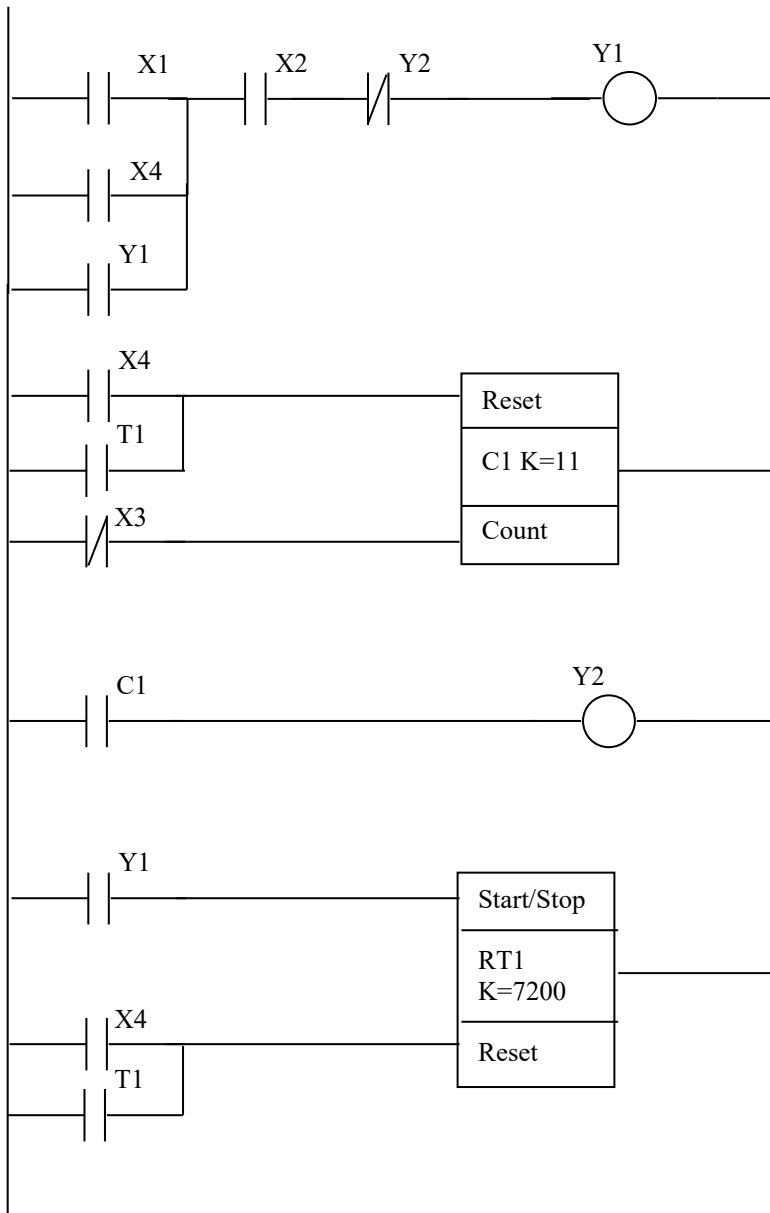 X1
X2
Y2
Y1
X4
Y1
X4
Reset
T1
C1 K=11
X3
Count
C1
Y2
Y1
Start/Stop
RT1
K=7200
X4
Reset
T1